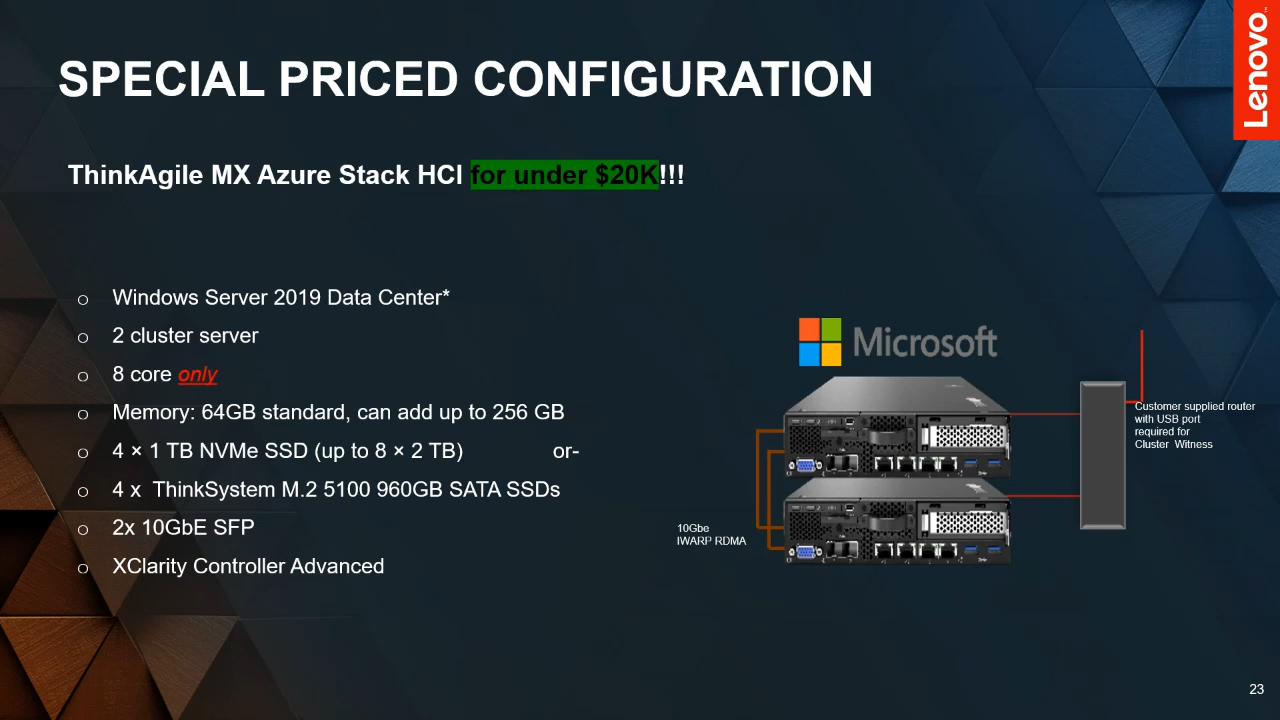 Lenovo
SPECIAL PRICED CONFIGURATION
ThinkAgile MX Azure Stack HCI for under $20K!!!
o Windows Server 2019 Data Center*
o 2 cluster server
o 8 core only
o Memory: 64GB standard, can add up to 256 GB
o 4 × 1 TB NVMe SSD (up to 8 × 2 TB) or-
o 4 x ThinkSystem M.2 5100 960GB SATA SSDs
o 2x 10GbE SFP
o XClarity Controller Advanced
Microsoft
Customer supplied router
with USB port
required for
Cluster Witness
10Gbe
IWARP RDMA
23